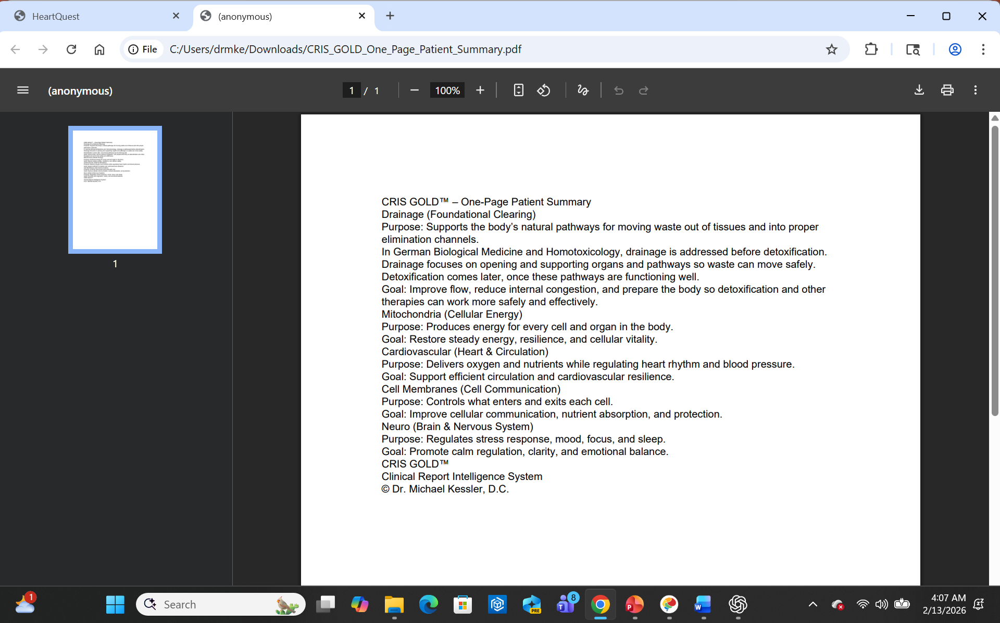 HeartQuest
(anonymous)
File
C:/Users/drmke/Downloads/CRIS_GOLD_One_Page_Patient_Summary.pdf
(anonymous)
1 / 1
100%
1
CRIS GOLD™ – One-Page Patient Summary
Drainage (Foundational Clearing)
Purpose: Supports the body’s natural pathways for moving waste out of tissues and into proper
elimination channels.
In German Biological Medicine and Homotoxicology, drainage is addressed before detoxification.
Drainage focuses on opening and supporting organs and pathways so waste can move safely.
Detoxification comes later, once these pathways are functioning well.
Goal: Improve flow, reduce internal congestion, and prepare the body so detoxification and other
therapies can work more safely and effectively.
Mitochondria (Cellular Energy)
Purpose: Produces energy for every cell and organ in the body.
Goal: Restore steady energy, resilience, and cellular vitality.
Cardiovascular (Heart & Circulation)
Purpose: Delivers oxygen and nutrients while regulating heart rhythm and blood pressure.
Goal: Support efficient circulation and cardiovascular resilience.
Cell Membranes (Cell Communication)
Purpose: Controls what enters and exits each cell.
Goal: Improve cellular communication, nutrient absorption, and protection.
Neuro (Brain & Nervous System)
Purpose: Regulates stress response, mood, focus, and sleep.
Goal: Promote calm regulation, clarity, and emotional balance.
CRIS GOLD™
Clinical Report Intelligence System
© Dr. Michael Kessler, D.C.
1
Search
PRE
T
8
P
W
4:07 AM
2/13/2026